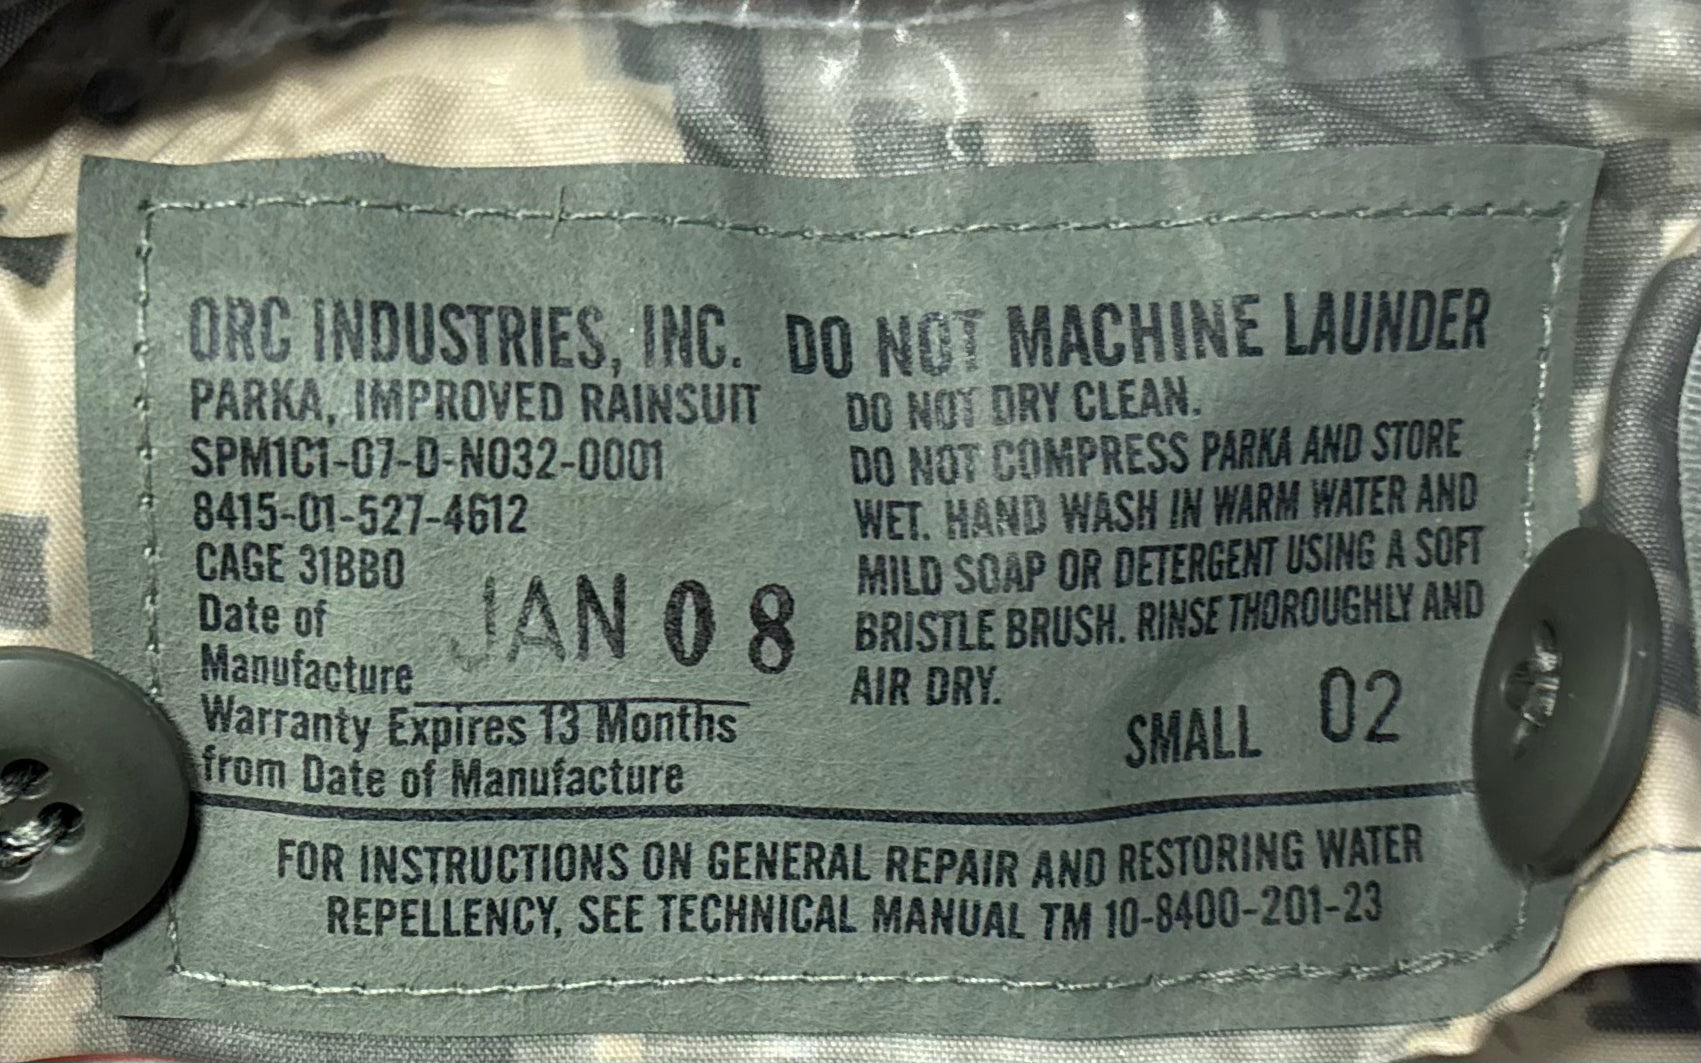 ORC INDUSTRIES, INC.
PARKA, IMPROVED RAINSUIT
SPM1C1-07-D-N032-0001
8415-01-527-4612
CAGE 31BB0
Date of
Manufacture JAN 08
Warranty Expires 13 Months
from Date of Manufacture
DO NOT MACHINE LAUNDER
DO NOT DRY CLEAN.
DO NOT COMPRESS PARKA AND STORE
WET. HAND WASH IN WARM WATER AND
MILD SOAP OR DETERGENT USING A SOFT
BRISTLE BRUSH. RINSE THOROUGHLY AND
AIR DRY.
SMALL 02
FOR INSTRUCTIONS ON GENERAL REPAIR AND RESTORING WATER
REPELLENCY, SEE TECHNICAL MANUAL TM 10-8400-201-23